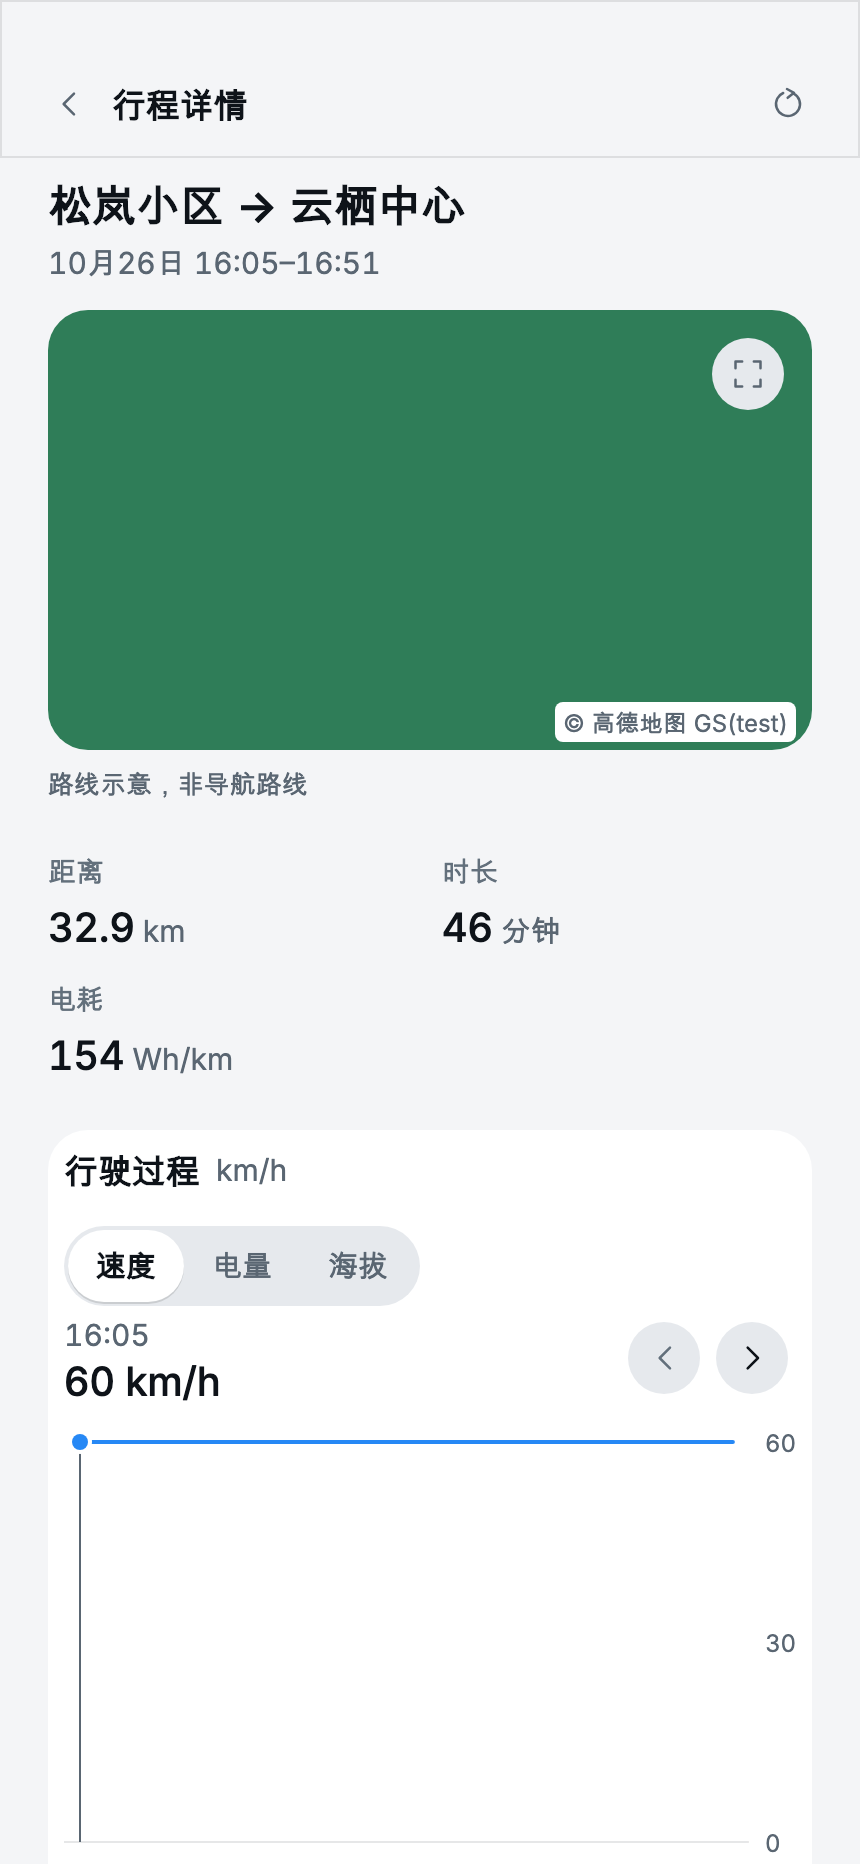 行程详情
松岚小区 → 云栖中心
10月26日 16:05–16:51
© 高德地图 GS(test)
路线示意，非导航路线
距离
32.9 km
时长
46 分钟
电耗
154 Wh/km
行驶过程 km/h
速度 电量 海拔
16:05
60 km/h
60
30
0